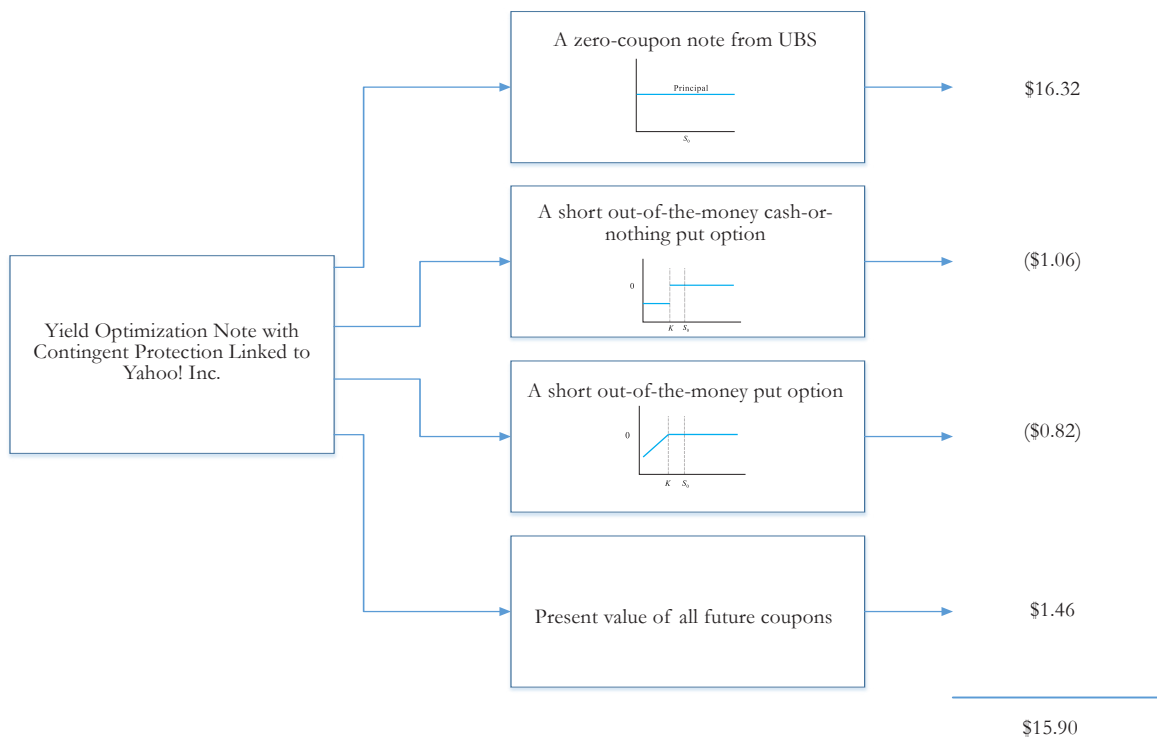 A zero-coupon note from UBS
Principal
S₀
$16.32
A short out-of-the-money cash-or-
nothing put option
0
K
S₀
($1.06)
Yield Optimization Note with
Contingent Protection Linked to
Yahoo! Inc.
A short out-of-the-money put option
0
K
S₀
($0.82)
Present value of all future coupons
$1.46
$15.90